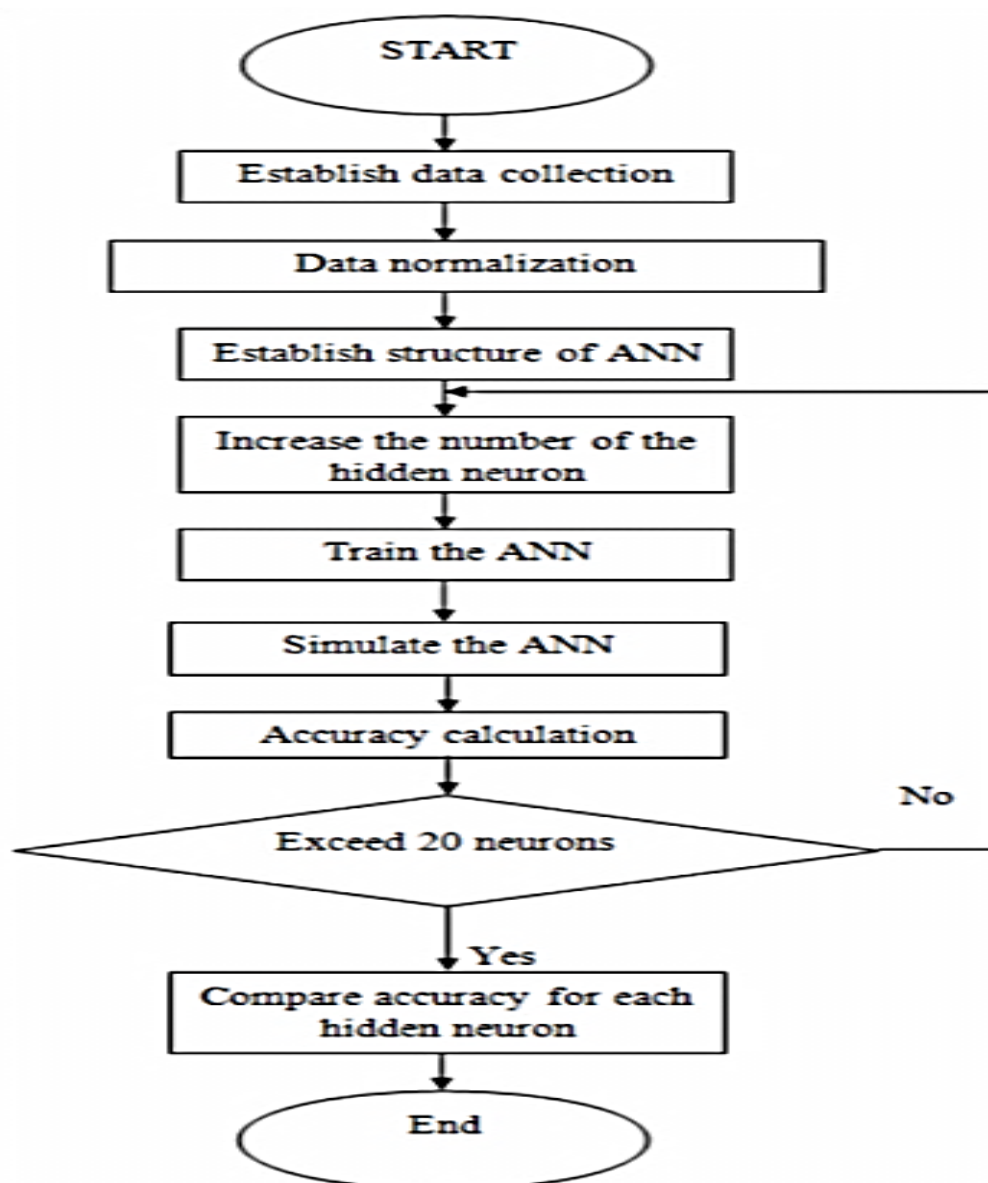 START
Establish data collection
Data normalization
Establish structure of ANN
Increase the number of the
hidden neuron
Train the ANN
Simulate the ANN
Accuracy calculation
No
Exceed 20 neurons
Yes
Compare accuracy for each
hidden neuron
End